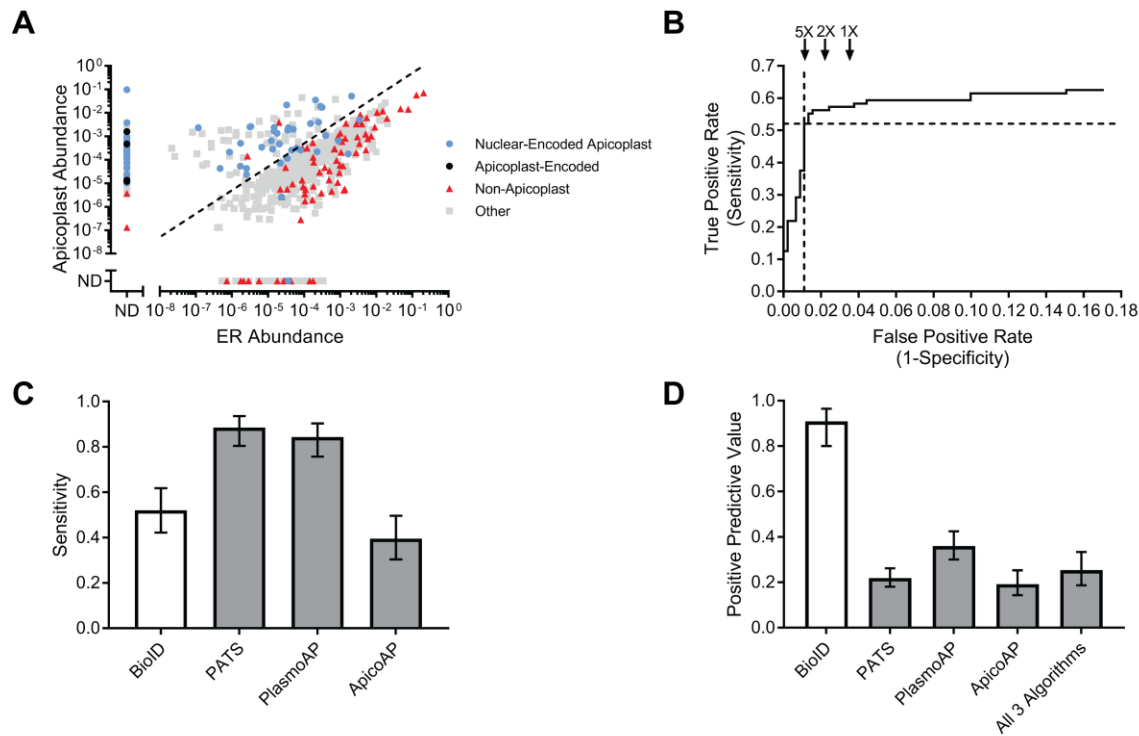 A
Apicoplast Abundance
10⁰
10⁻¹
10⁻²
10⁻³
10⁻⁴
10⁻⁵
10⁻⁶
10⁻⁷
10⁻⁸
ND
ND
10⁻⁸ 10⁻⁷ 10⁻⁶ 10⁻⁵ 10⁻⁴ 10⁻³ 10⁻² 10⁻¹ 10⁰
ER Abundance
Nuclear-Encoded Apicoplast
Apicoplast-Encoded
Non-Apicoplast
Other
B
5X 2X 1X
True Positive Rate
(Sensitivity)
0.7
0.6
0.5
0.4
0.3
0.2
0.1
0.0
0.00 0.02 0.04 0.06 0.08 0.10 0.12 0.14 0.16 0.18
False Positive Rate
(1-Specificity)
C
Sensitivity
1.0
0.8
0.6
0.4
0.2
0.0
BioID
PATS
PlasmoAP
ApicoAP
D
Positive Predictive Value
1.0
0.8
0.6
0.4
0.2
0.0
BioID
PATS
PlasmoAP
ApicoAP
All 3 Algorithms